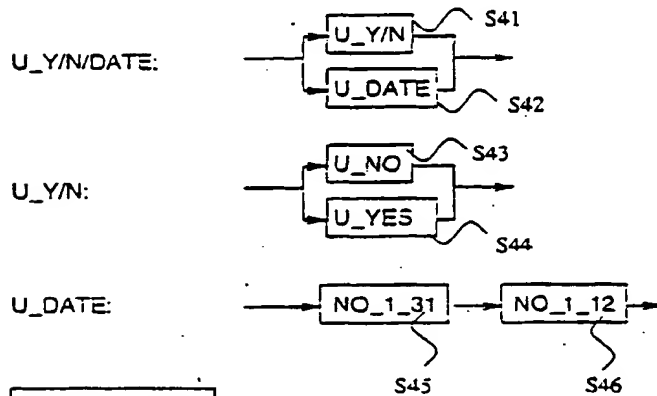 S41
U_Y/N
U_Y/N/DATE:
U_DATE
S42
S43
U_NO
U_Y/N:
U_YES
S44
U_DATE: NO_1_31 NO_1_12
S45 S46